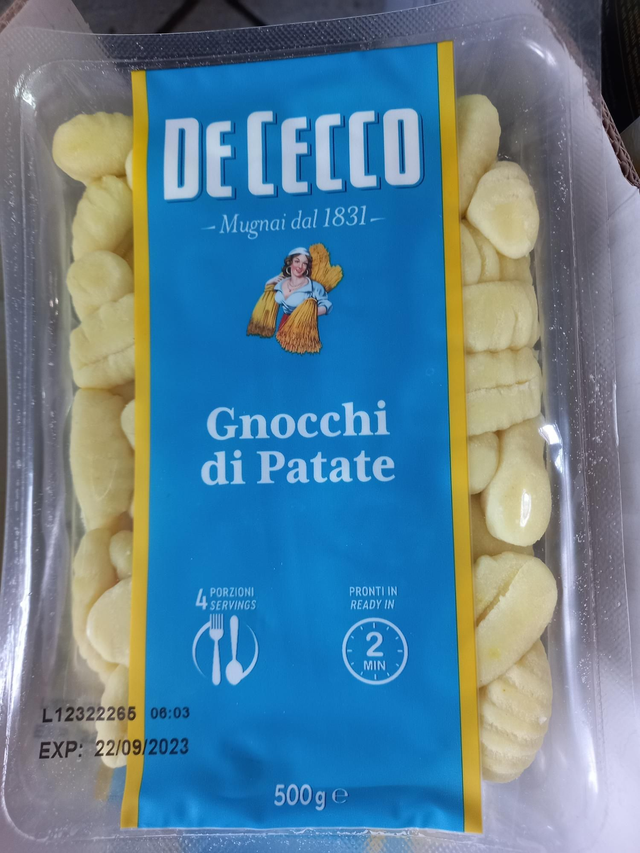 DE CECCO
Mugnai dal 1831
Gnocchi
di Patate
4 PORZIONI
SERVINGS
PRONTI IN
READY IN
2
MIN
L12322265 06:03
EXP: 22/09/2023
500g ℮